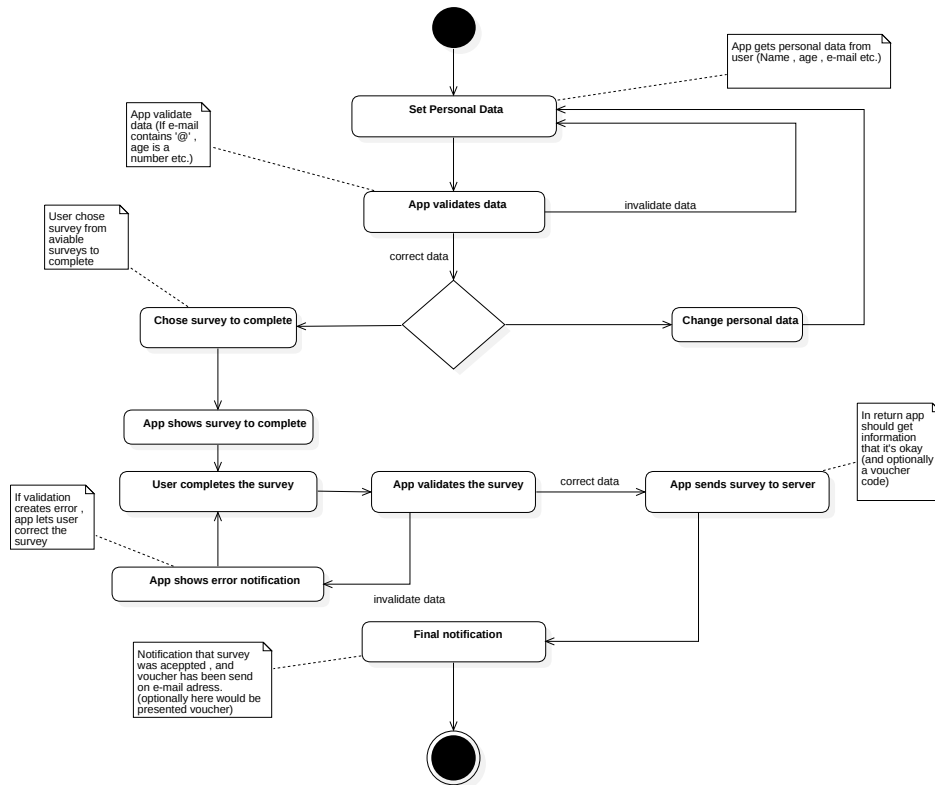 App gets personal data from
user (Name , age , e-mail etc.)
Set Personal Data
App validate
data (If e-mail
contains '@' ,
age is a
number etc.)
App validates data
invalidate data
User chose
survey from
aviable
surveys to
complete
correct data
Chose survey to complete
Change personal data
App shows survey to complete
In return app
should get
information
that it's okay
(and optionally
a voucher
code)
User completes the survey
App validates the survey
correct data
App sends survey to server
If validation
creates error ,
app lets user
correct the
survey
App shows error notification
invalidate data
Final notification
Notification that survey
was aceppted , and
voucher has been send
on e-mail adress.
(optionally here would be
presented voucher)